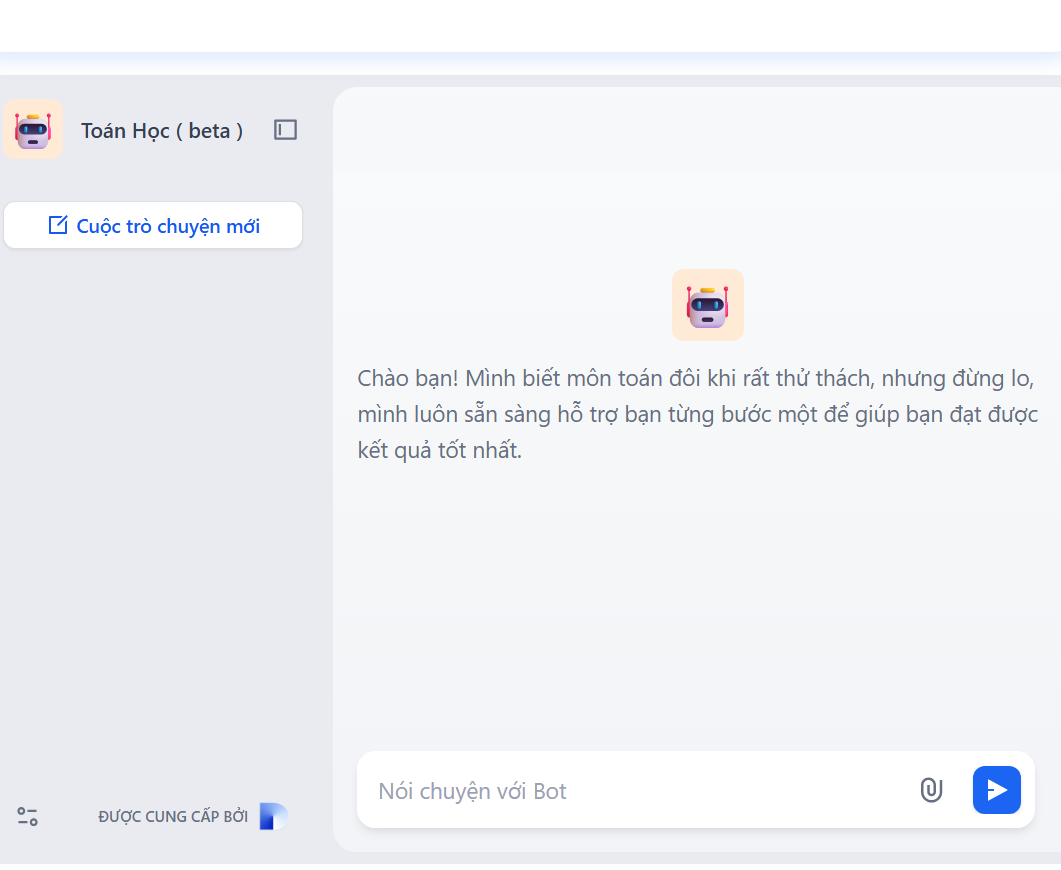 Toán Học ( beta )
Cuộc trò chuyện mới
Chào bạn! Mình biết môn toán đôi khi rất thử thách, nhưng đừng lo,
mình luôn sẵn sàng hỗ trợ bạn từng bước một để giúp bạn đạt được
kết quả tốt nhất.
Nói chuyện với Bot
ĐƯỢC CUNG CẤP BỞI